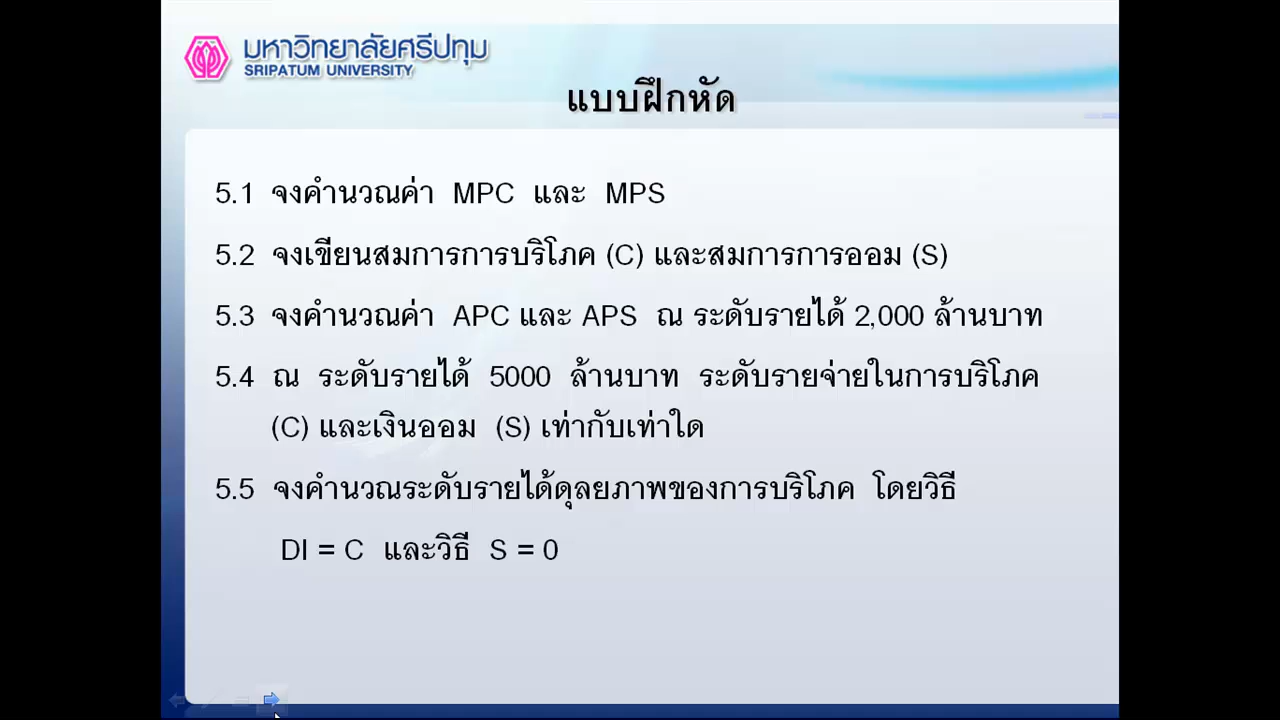 มหาวิทยาลัยศรีปทุม
SRIPATUM UNIVERSITY
แบบฝึกหัด
5.1 จงคำนวณค่า MPC และ MPS
5.2 จงเขียนสมการการบริโภค (C) และสมการการออม (S)
5.3 จงคำนวณค่า APC และ APS ณ ระดับรายได้ 2,000 ล้านบาท
5.4 ณ ระดับรายได้ 5000 ล้านบาท ระดับรายจ่ายในการบริโภค
(C) และเงินออม (S) เท่ากับเท่าใด
5.5 จงคำนวณระดับรายได้ดุลยภาพของการบริโภค โดยวิธี
DI = C และวิธี S = 0